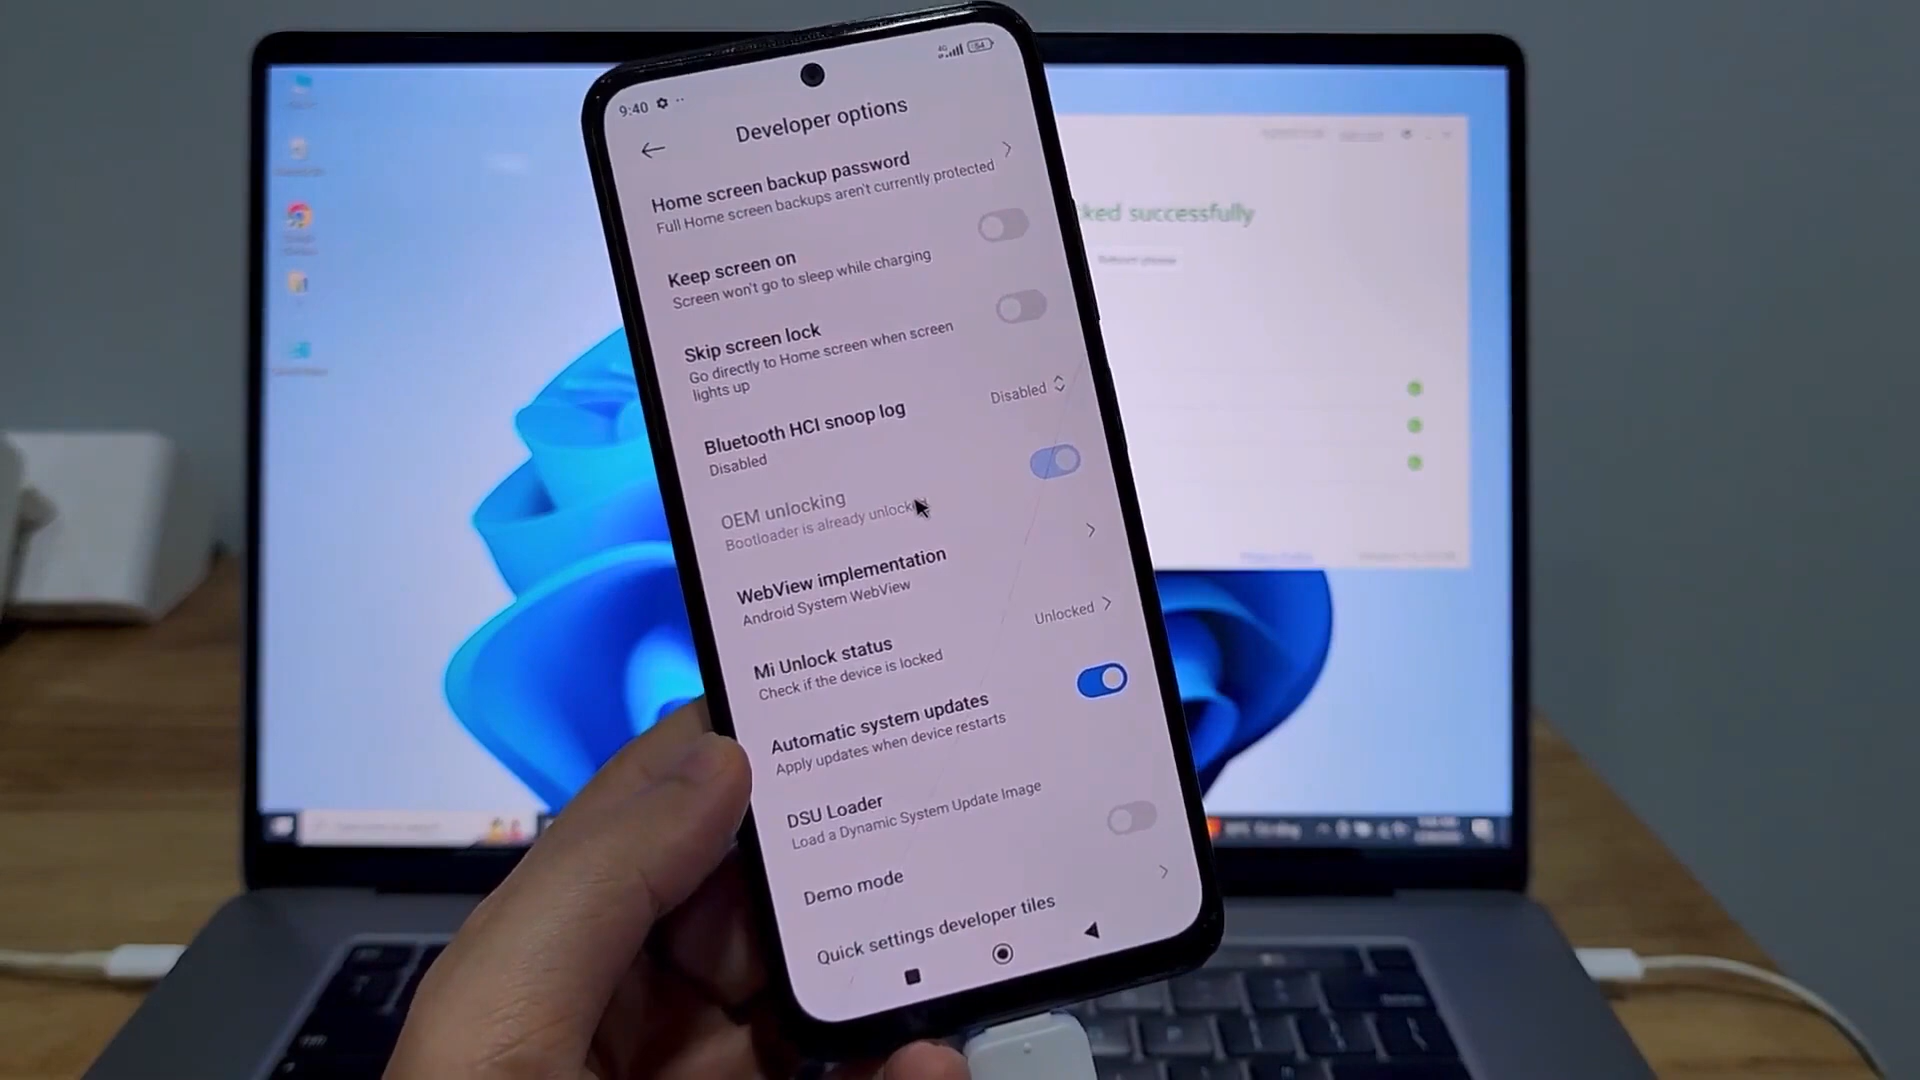 9:40
4G
54
Developer options
Home screen backup password
Full Home screen backups aren't currently protected
Keep screen on
Screen won't go to sleep while charging
Skip screen lock
Go directly to Home screen when screen
lights up
Bluetooth HCI snoop log
Disabled
Disabled
OEM unlocking
Bootloader is already unlock
WebView implementation
Android System WebView
Mi Unlock status
Check if the device is locked
Unlocked
Automatic system updates
Apply updates when device restarts
DSU Loader
Load a Dynamic System Update Image
Demo mode
Quick settings developer tiles
ked successfully